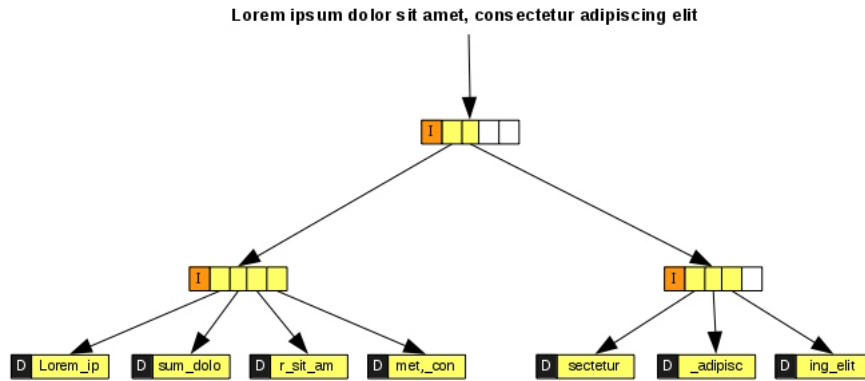 Lorem ipsum dolor sit amet, consectetur adipiscing elit
I
I I
D Lorem_ip D sum_dolo D r_sit_am D met,_con D sectetur D _adipisc D ing_elit